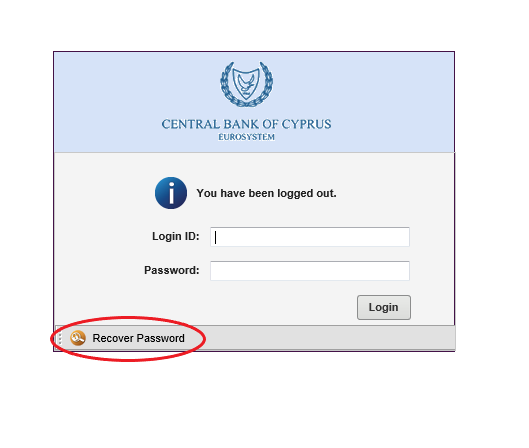 CENTRAL BANK OF CYPRUS
EUROSYSTEM
You have been logged out.
Login ID:
Password:
Login
Recover Password